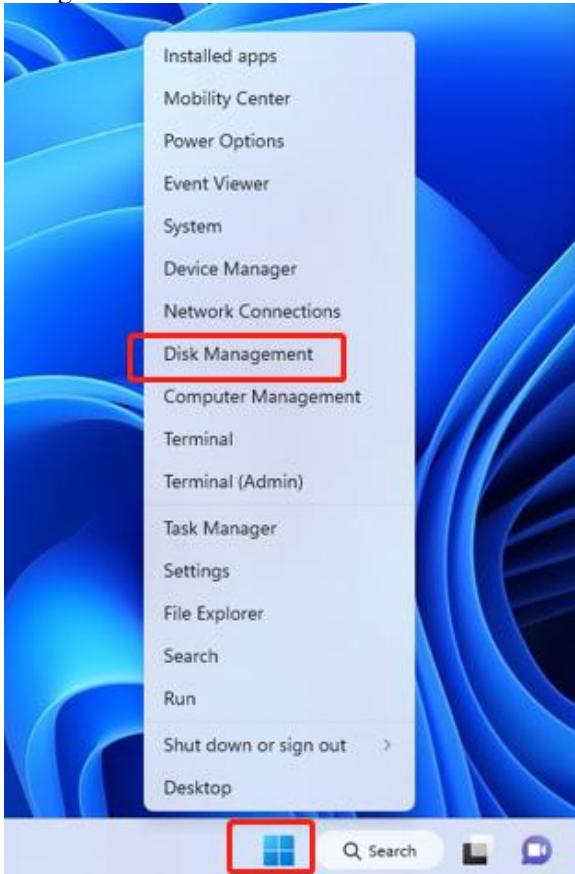 Installed apps
Mobility Center
Power Options
Event Viewer
System
Device Manager
Network Connections
Disk Management
Computer Management
Terminal
Terminal (Admin)
Task Manager
Settings
File Explorer
Search
Run
Shut down or sign out
Desktop
Search